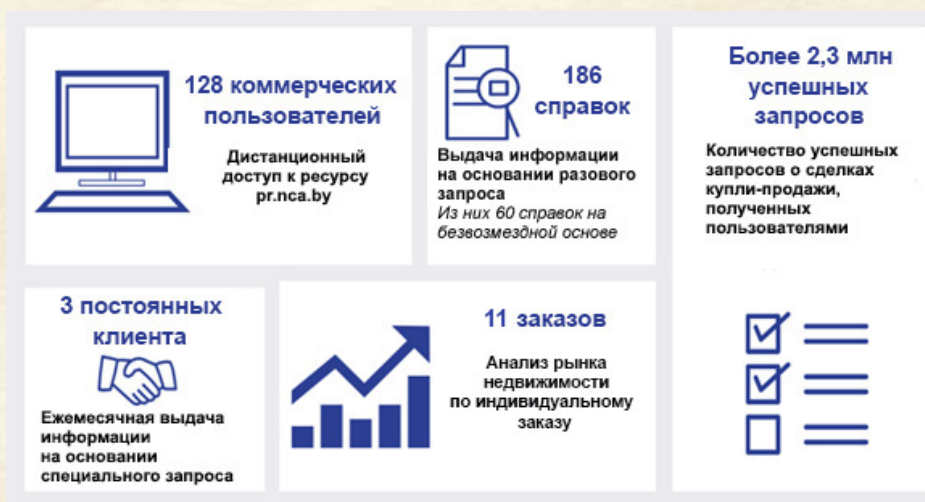 128 коммерческих
пользователей
Дистанционный
доступ к ресурсу
pr.nca.by
186
справок
Выдача информации
на основании разового
запроса
Из них 60 справок на
безвозмездной основе
Более 2,3 млн
успешных
запросов
Количество успешных
запросов о сделках
купли-продажи,
полученных
пользователями
3 постоянных
клиента
Ежемесячная выдача
информации
на основании
специального запроса
11 заказов
Анализ рынка
недвижимости
по индивидуальному
заказу